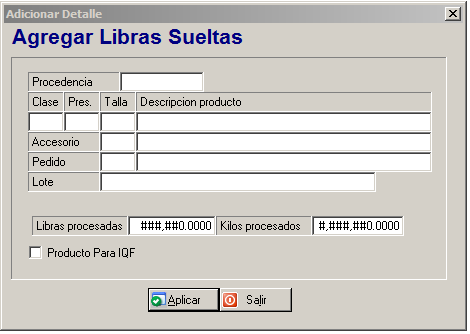 Adicionar Detalle
Agregar Libras Sueltas
Procedencia
Clase Pres. Talla Descripcion producto
Accesorio
Pedido
Lote
Libras procesadas ###,##0.0000 Kilos procesados #,###,##0.0000
Producto Para IQF
Aplicar Salir